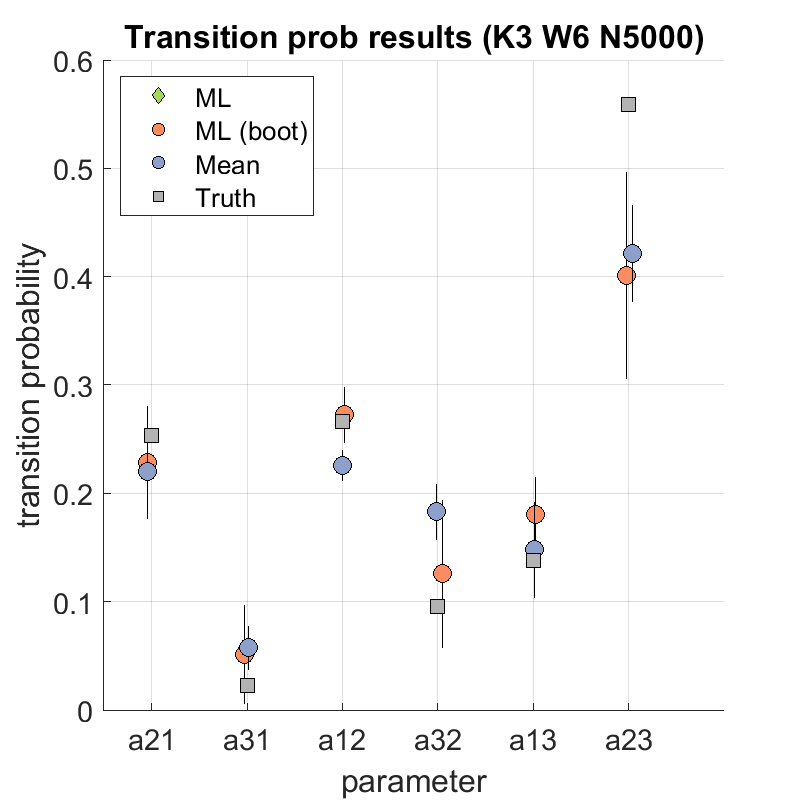 Transition prob results (K3 W6 N5000)
0.6
0.5
0.4
0.3
0.2
0.1
0
transition probability
ML
ML (boot)
Mean
Truth
a21 a31 a12 a32 a13 a23
parameter